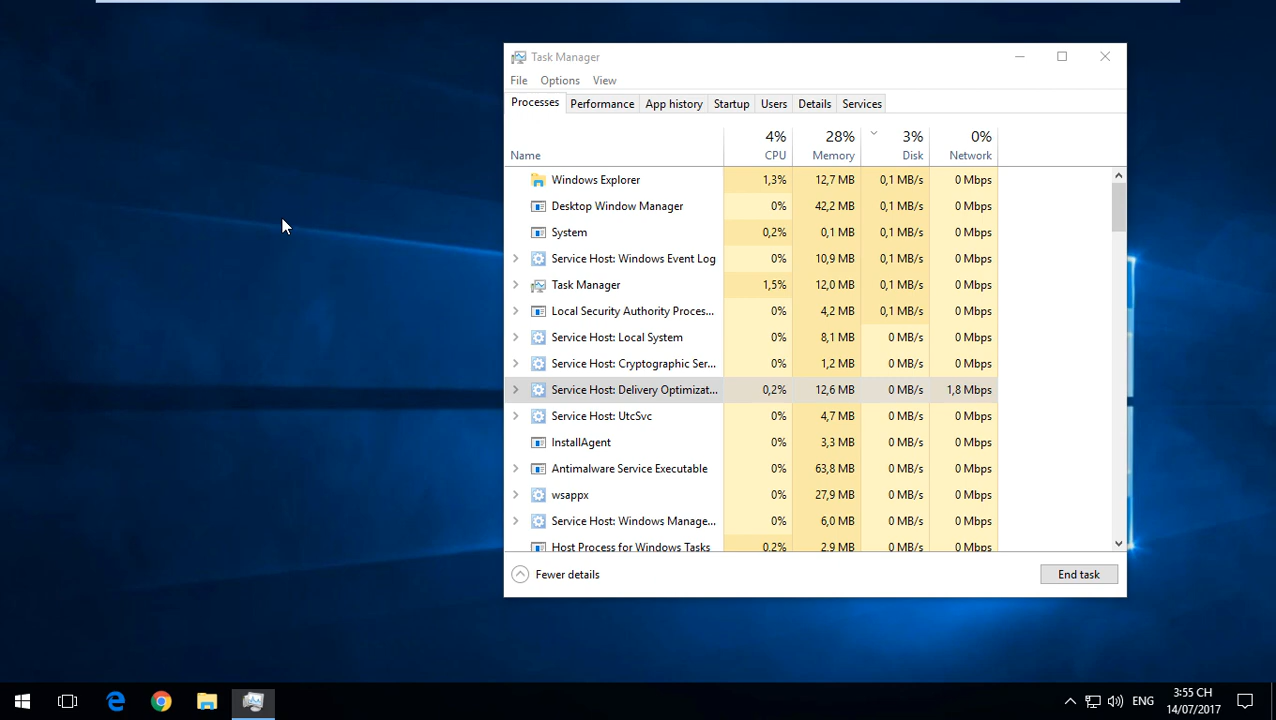 Task Manager
File Options View
Processes Performance App history Startup Users Details Services
4% 28% 3% 0%
Name CPU Memory Disk Network
Windows Explorer 1,3% 12,7 MB 0,1 MB/s 0 Mbps
Desktop Window Manager 0% 42,2 MB 0,1 MB/s 0 Mbps
System 0,2% 0,1 MB 0,1 MB/s 0 Mbps
Service Host: Windows Event Log 0% 10,9 MB 0,1 MB/s 0 Mbps
Task Manager 1,5% 12,0 MB 0,1 MB/s 0 Mbps
Local Security Authority Proces... 0% 4,2 MB 0,1 MB/s 0 Mbps
Service Host: Local System 0% 8,1 MB 0 MB/s 0 Mbps
Service Host: Cryptographic Ser... 0% 1,2 MB 0 MB/s 0 Mbps
Service Host: Delivery Optimizat... 0,2% 12,6 MB 0 MB/s 1,8 Mbps
Service Host: UtcSvc 0% 4,7 MB 0 MB/s 0 Mbps
InstallAgent 0% 3,3 MB 0 MB/s 0 Mbps
Antimalware Service Executable 0% 63,8 MB 0 MB/s 0 Mbps
wsappx 0% 27,9 MB 0 MB/s 0 Mbps
Service Host: Windows Manage... 0% 6,0 MB 0 MB/s 0 Mbps
Host Process for Windows Tasks 0,2% 2,9 MB 0 MB/s 0 Mbps
Fewer details End task
ENG 3:55 CH
14/07/2017